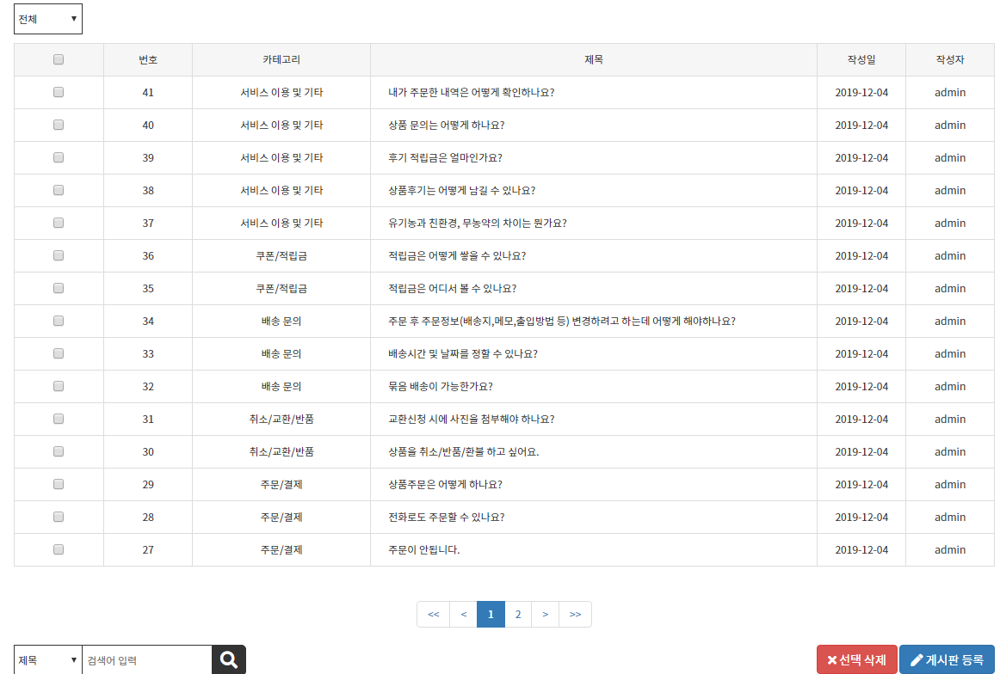 전체
번호 카테고리 제목 작성일 작성자
41 서비스 이용 및 기타 내가 주문한 내역은 어떻게 확인하나요? 2019-12-04 admin
40 서비스 이용 및 기타 상품 문의는 어떻게 하나요? 2019-12-04 admin
39 서비스 이용 및 기타 후기 적립금은 얼마인가요? 2019-12-04 admin
38 서비스 이용 및 기타 상품후기는 어떻게 남길 수 있나요? 2019-12-04 admin
37 서비스 이용 및 기타 유기농과 친환경, 무농약의 차이는 뭔가요? 2019-12-04 admin
36 쿠폰/적립금 적립금은 어떻게 쌓을 수 있나요? 2019-12-04 admin
35 쿠폰/적립금 적립금은 어디서 볼 수 있나요? 2019-12-04 admin
34 배송 문의 주문 후 주문정보(배송지,메모,출입방법 등) 변경하려고 하는데 어떻게 해야하나요? 2019-12-04 admin
33 배송 문의 배송시간 및 날짜를 정할 수 있나요? 2019-12-04 admin
32 배송 문의 묶음 배송이 가능한가요? 2019-12-04 admin
31 취소/교환/반품 교환신청 시에 사진을 첨부해야 하나요? 2019-12-04 admin
30 취소/교환/반품 상품을 취소/반품/환불 하고 싶어요. 2019-12-04 admin
29 주문/결제 상품주문은 어떻게 하나요? 2019-12-04 admin
28 주문/결제 전화로도 주문할 수 있나요? 2019-12-04 admin
27 주문/결제 주문이 안됩니다. 2019-12-04 admin
<< < 1 2 > >>
제목 검색어 입력 선택 삭제 게시판 등록